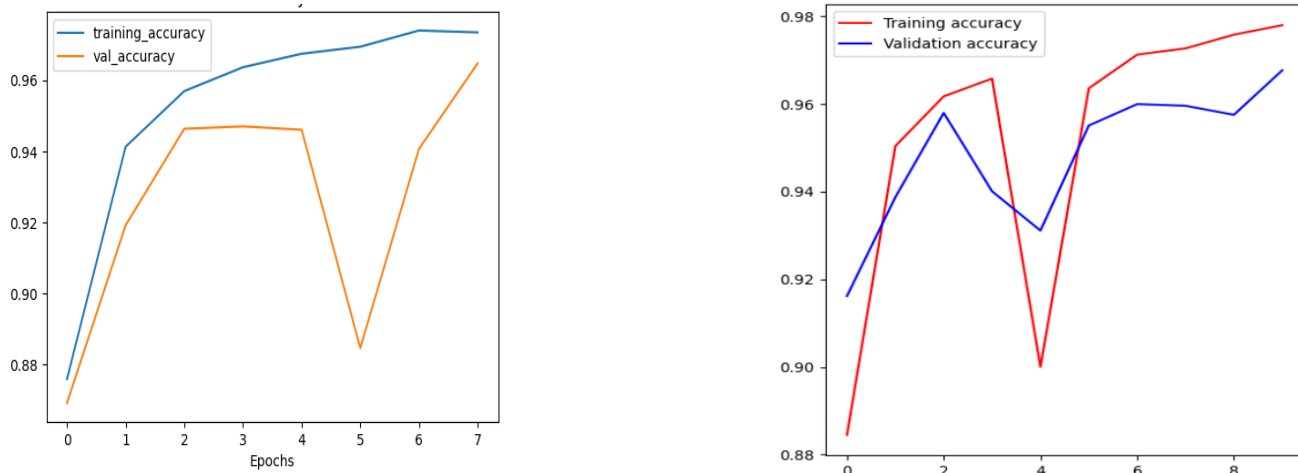 training_accuracy
val_accuracy
0.96
0.94
0.92
0.90
0.88
0 1 2 3 4 5 6 7
Epochs
Training accuracy
Validation accuracy
0.98
0.96
0.94
0.92
0.90
0.88
0 2 4 6 8